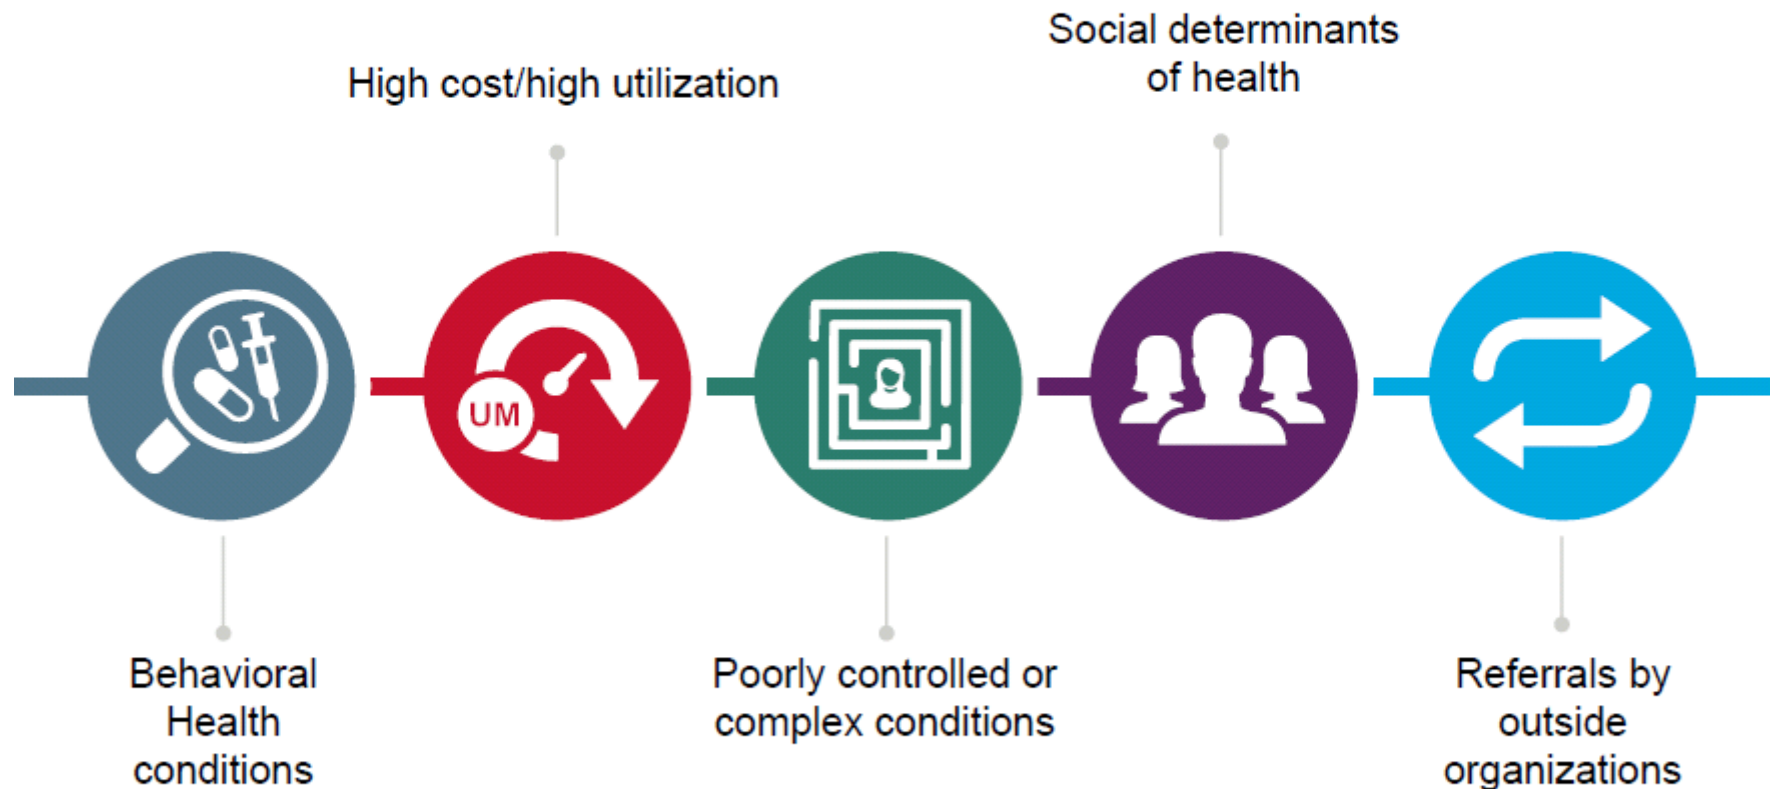 High cost/high utilization
Social determinants
of health
UM
Behavioral
Health
conditions
Poorly controlled or
complex conditions
Referrals by
outside
organizations